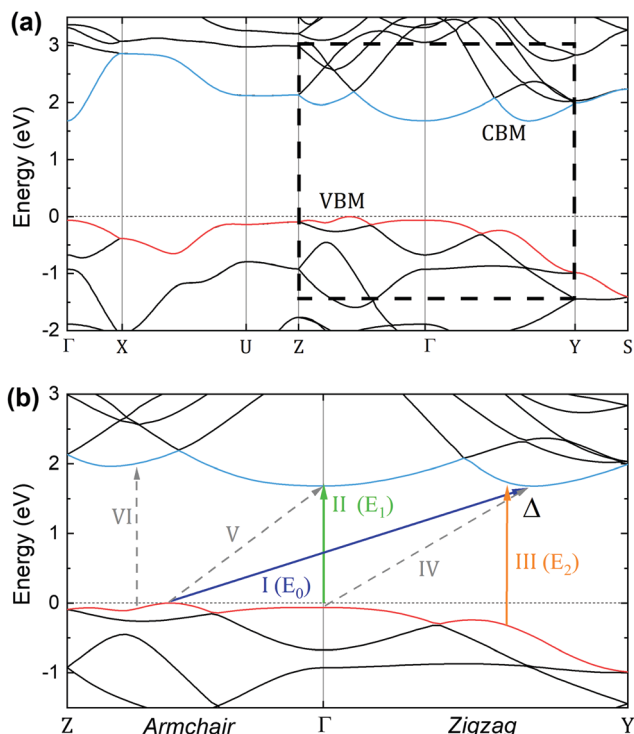 (a)
3
2
1
0
-1
-2
Energy (eV)
VBM
CBM
Γ X U Z Γ Y S
(b)
3
2
1
0
-1
Energy (eV)
VI
V
II (E₁)
I (E₀)
IV
Δ
III (E₂)
Z Armchair Γ Zigzag Y